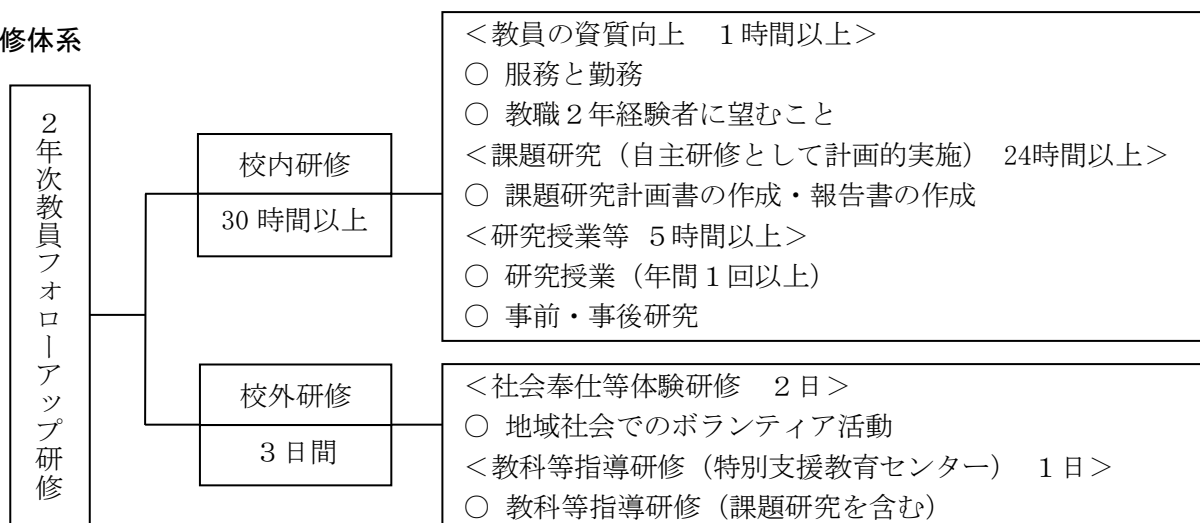 修体系
２年次教員フォローアップ研修
校内研修
30 時間以上
＜教員の資質向上　１時間以上＞
○ 服務と勤務
○ 教職２年経験者に望むこと
＜課題研究（自主研修として計画的実施）　24時間以上＞
○ 課題研究計画書の作成・報告書の作成
＜研究授業等　５時間以上＞
○ 研究授業（年間１回以上）
○ 事前・事後研究
校外研修
３日間
＜社会奉仕等体験研修　２日＞
○ 地域社会でのボランティア活動
＜教科等指導研修（特別支援教育センター）　１日＞
○ 教科等指導研修（課題研究を含む）